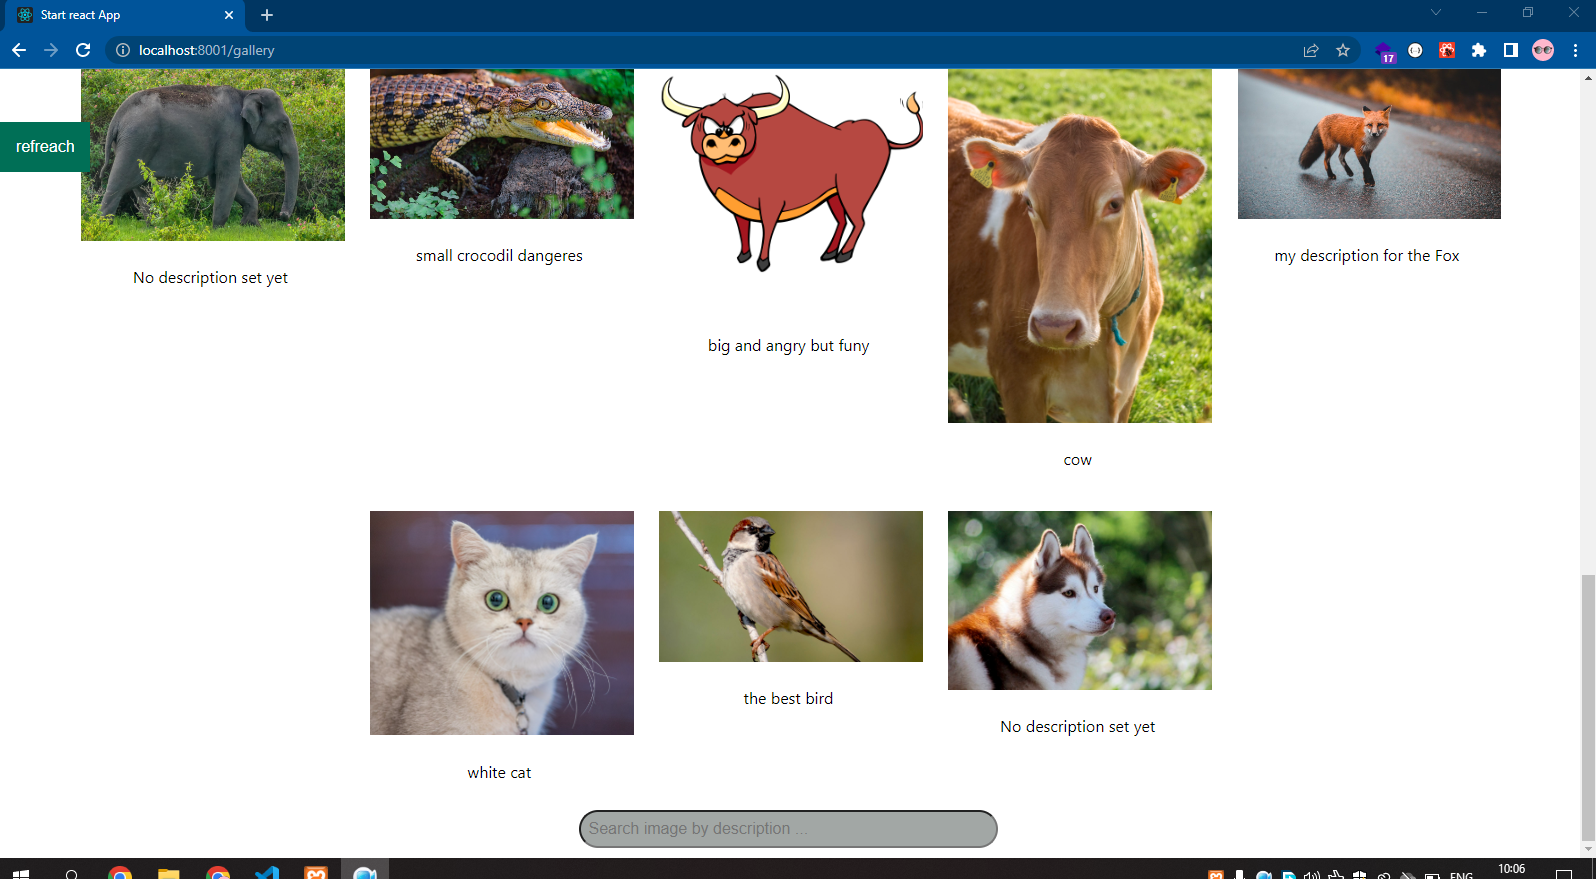 Start react App
localhost:8001/gallery
17
refreach
No description set yet
small crocodil dangeres
big and angry but funy
cow
my description for the Fox
white cat
the best bird
No description set yet
Search image by description ...
ENG
10:06